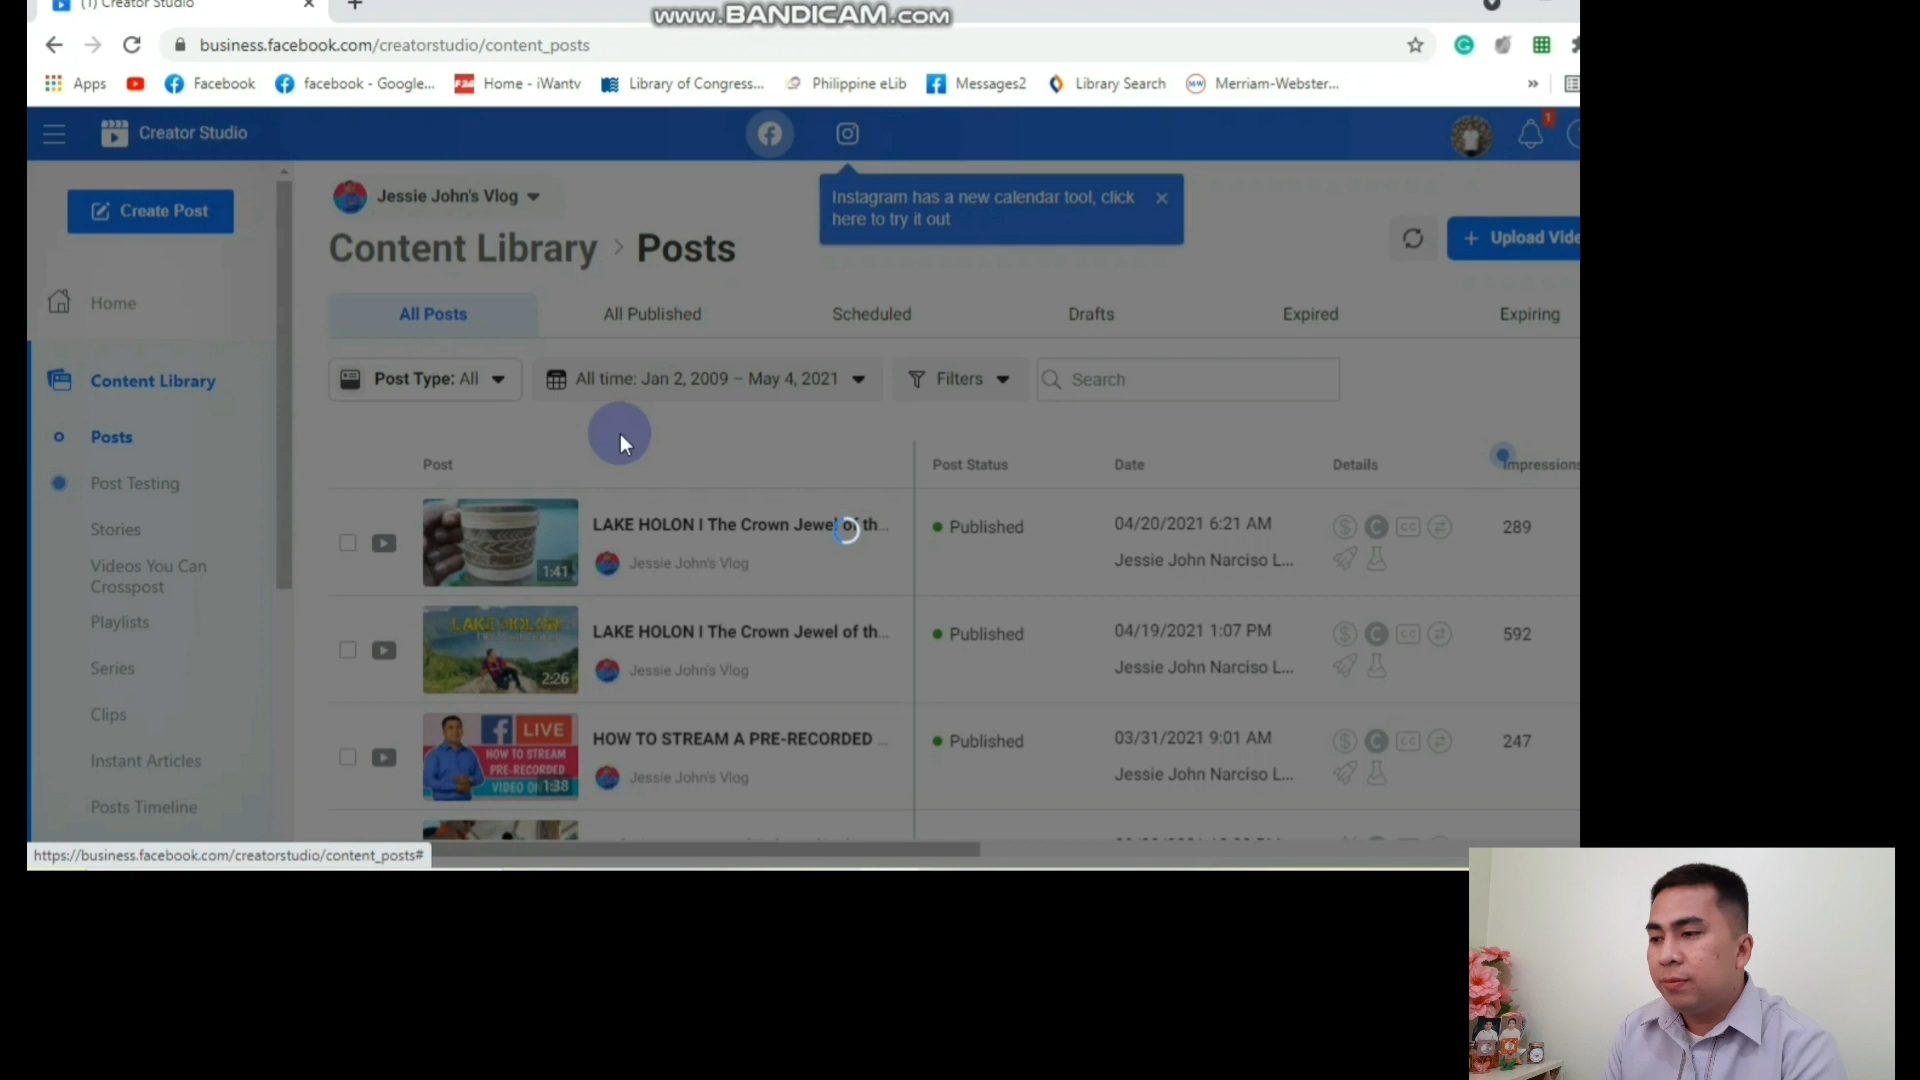 (1) Creator Studio
www.BANDICAM.com
business.facebook.com/creatorstudio/content_posts
Apps
Facebook
facebook - Google...
Home - iWantv
Library of Congress...
Philippine eLib
Messages2
Library Search
Merriam-Webster...
»
Creator Studio
1
Create Post
Jessie John's Vlog
Instagram has a new calendar tool, click
here to try it out
Content Library > Posts
+ Upload Vide
Home
All Posts
All Published
Scheduled
Drafts
Expired
Expiring
Content Library
Post Type: All
All time: Jan 2, 2009 – May 4, 2021
Filters
Search
Posts
Post Testing
Stories
Videos You Can
Crosspost
Playlists
Series
Clips
Instant Articles
Posts Timeline
Post
Post Status
Date
Details
Impressions
1:41
LAKE HOLON I The Crown Jewel of th...
Jessie John's Vlog
Published
04/20/2021 6:21 AM
Jessie John Narciso L...
289
LAKE HOLON
2:26
LAKE HOLON I The Crown Jewel of th...
Jessie John's Vlog
Published
04/19/2021 1:07 PM
Jessie John Narciso L...
592
LIVE
HOW TO STREAM
PRE-RECORDED
VIDEO ON
1:38
HOW TO STREAM A PRE-RECORDED ...
Jessie John's Vlog
Published
03/31/2021 9:01 AM
Jessie John Narciso L...
247
https://business.facebook.com/creatorstudio/content_posts#